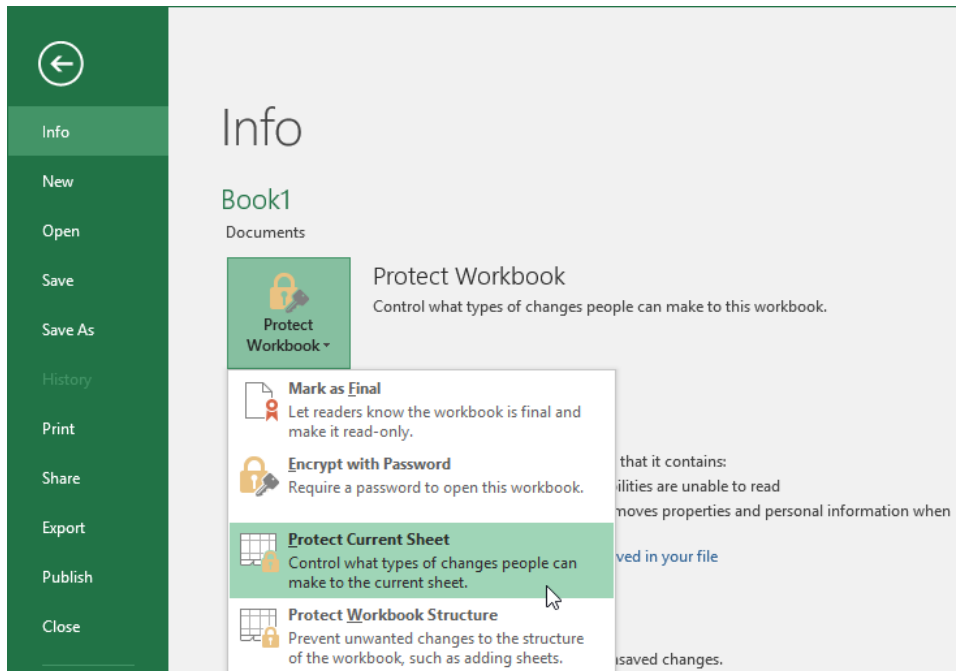 Info
New
Open
Save
Save As
History
Print
Share
Export
Publish
Close
Info
Book1
Documents
Protect
Workbook
Protect Workbook
Control what types of changes people can make to this workbook.
Mark as Final
Let readers know the workbook is final and
make it read-only.
Encrypt with Password
Require a password to open this workbook.
Protect Current Sheet
Control what types of changes people can
make to the current sheet.
Protect Workbook Structure
Prevent unwanted changes to the structure
of the workbook, such as adding sheets.
that it contains:
are unable to read
properties and personal information when
in your file
changes.